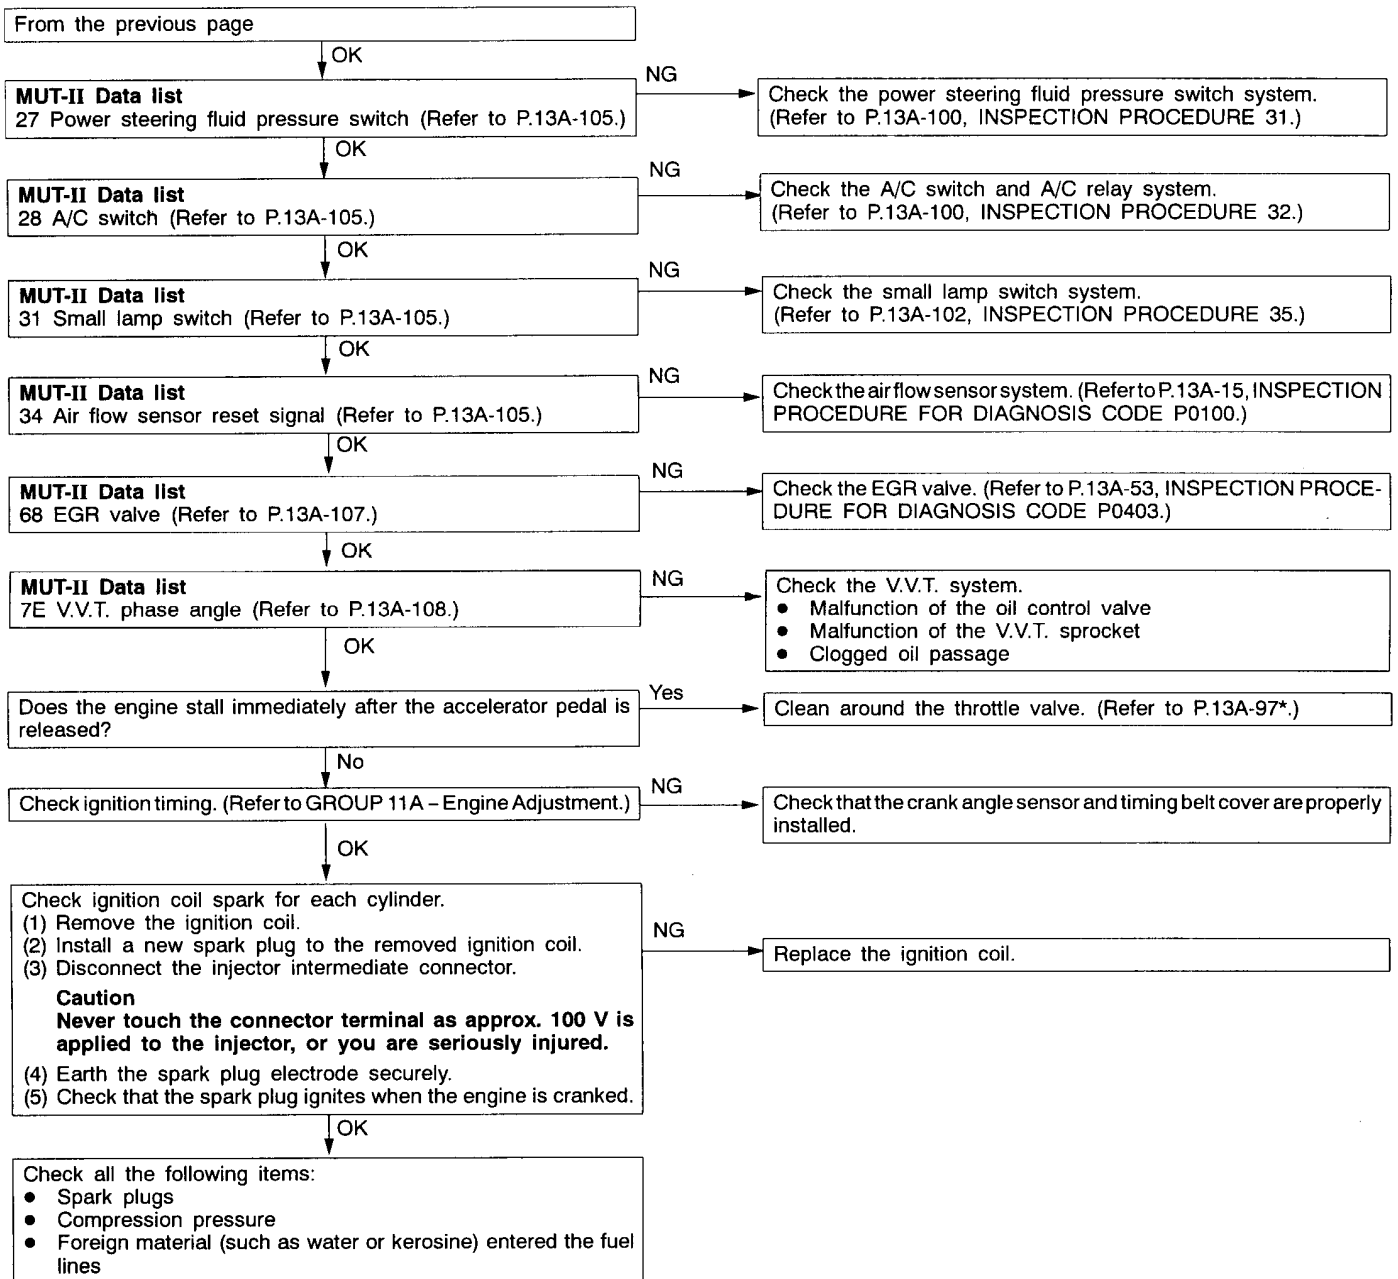 From the previous page
OK
MUT-II Data list
27 Power steering fluid pressure switch (Refer to P.13A-105.)
NG
Check the power steering fluid pressure switch system.
(Refer to P.13A-100, INSPECTION PROCEDURE 31.)
OK
MUT-II Data list
28 A/C switch (Refer to P.13A-105.)
NG
Check the A/C switch and A/C relay system.
(Refer to P.13A-100, INSPECTION PROCEDURE 32.)
OK
MUT-II Data list
31 Small lamp switch (Refer to P.13A-105.)
NG
Check the small lamp switch system.
(Refer to P.13A-102, INSPECTION PROCEDURE 35.)
OK
MUT-II Data list
34 Air flow sensor reset signal (Refer to P.13A-105.)
NG
Check the air flow sensor system. (Refer to P.13A-15, INSPECTION
PROCEDURE FOR DIAGNOSIS CODE P0100.)
OK
MUT-II Data list
68 EGR valve (Refer to P.13A-107.)
NG
Check the EGR valve. (Refer to P.13A-53, INSPECTION PROCE-
DURE FOR DIAGNOSIS CODE P0403.)
OK
MUT-II Data list
7E V.V.T. phase angle (Refer to P.13A-108.)
NG
Check the V.V.T. system.
● Malfunction of the oil control valve
● Malfunction of the V.V.T. sprocket
● Clogged oil passage
OK
Does the engine stall immediately after the accelerator pedal is
released?
Yes
Clean around the throttle valve. (Refer to P.13A-97*.)
No
Check ignition timing. (Refer to GROUP 11A – Engine Adjustment.)
NG
Check that the crank angle sensor and timing belt cover are properly
installed.
OK
Check ignition coil spark for each cylinder.
(1) Remove the ignition coil.
(2) Install a new spark plug to the removed ignition coil.
(3) Disconnect the injector intermediate connector.
Caution
Never touch the connector terminal as approx. 100 V is
applied to the injector, or you are seriously injured.
(4) Earth the spark plug electrode securely.
(5) Check that the spark plug ignites when the engine is cranked.
NG
Replace the ignition coil.
OK
Check all the following items:
● Spark plugs
● Compression pressure
● Foreign material (such as water or kerosine) entered the fuel
lines